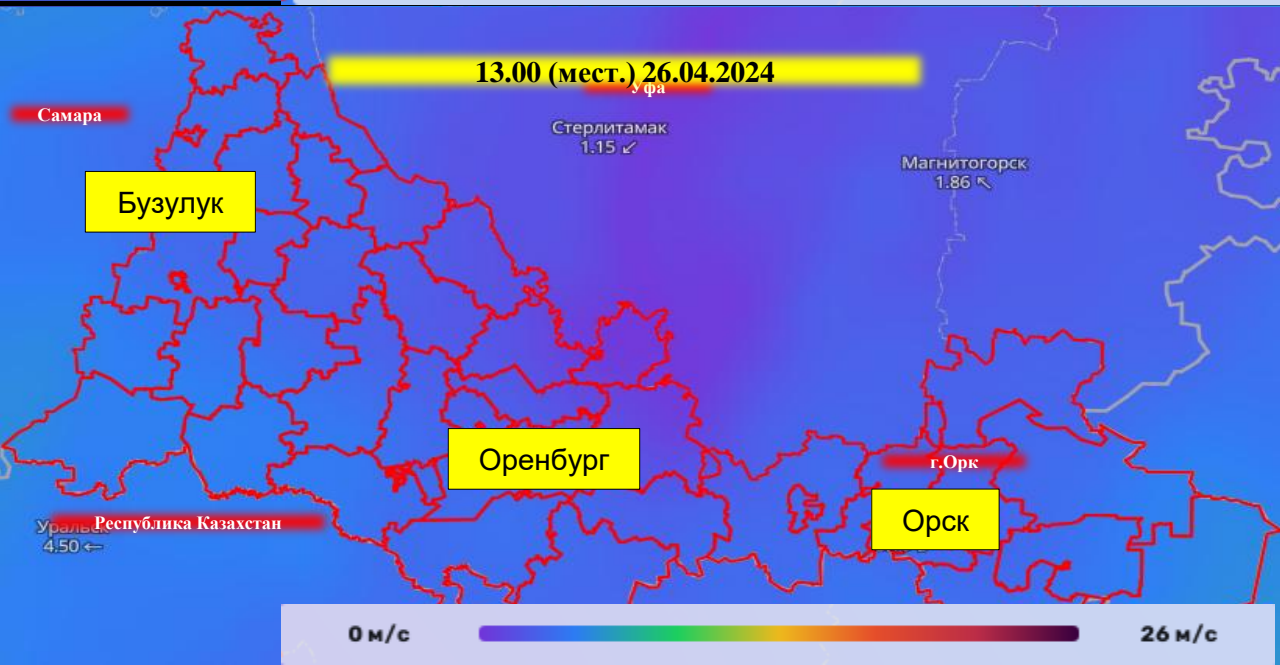 13.00 (мест.) 26.04.2024
Уфа
Самара
Стерлитамак
1.15 ↙
Магнитогорск
1.86 ↖
Бузулук
Оренбург
г.Орк
Орск
Республика Казахстан
Уральск
4.50 ←
0 м/с
26 м/с